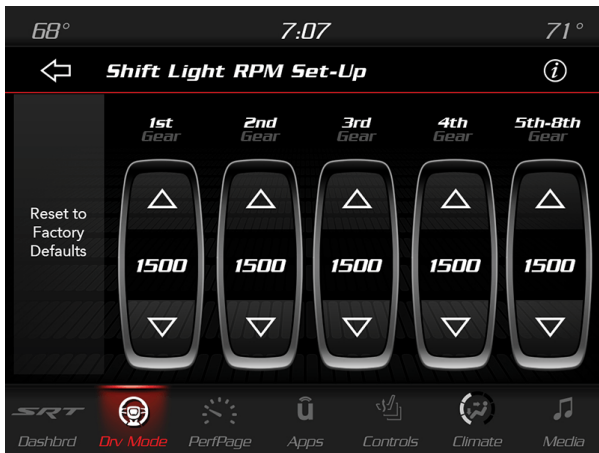 68° 7:07 71°
Shift Light RPM Set-Up i
1st 2nd 3rd 4th 5th-8th
Gear Gear Gear Gear Gear
Reset to
Factory
Defaults
1500 1500 1500 1500 1500
SRT û
Dashbrd Drv Mode PerfPage Apps Controls Climate Media